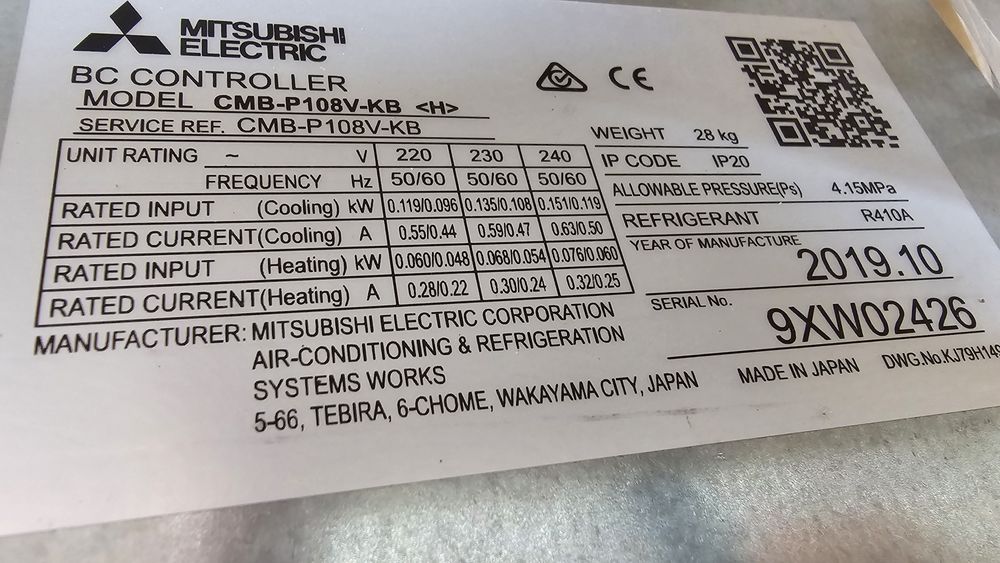 MITSUBISHI
ELECTRIC
BC CONTROLLER
MODEL CMB-P108V-KB <H>
SERVICE REF. CMB-P108V-KB
UNIT RATING ~ V 220 230 240
FREQUENCY Hz 50/60 50/60 50/60
RATED INPUT (Cooling) kW 0.119/0.096 0.135/0.108 0.151/0.119
RATED CURRENT(Cooling) A 0.55/0.44 0.59/0.47 0.63/0.50
RATED INPUT (Heating) kW 0.060/0.048 0.068/0.054 0.076/0.060
RATED CURRENT(Heating) A 0.28/0.22 0.30/0.24 0.32/0.25
MANUFACTURER: MITSUBISHI ELECTRIC CORPORATION
AIR-CONDITIONING & REFRIGERATION
SYSTEMS WORKS
5-66, TEBIRA, 6-CHOME, WAKAYAMA CITY, JAPAN
CE
WEIGHT 28 kg
IP CODE IP20
ALLOWABLE PRESSURE(Ps) 4.15MPa
REFRIGERANT R410A
YEAR OF MANUFACTURE
2019.10
SERIAL No.
9XW02426
MADE IN JAPAN DWG.No.KJ79H149